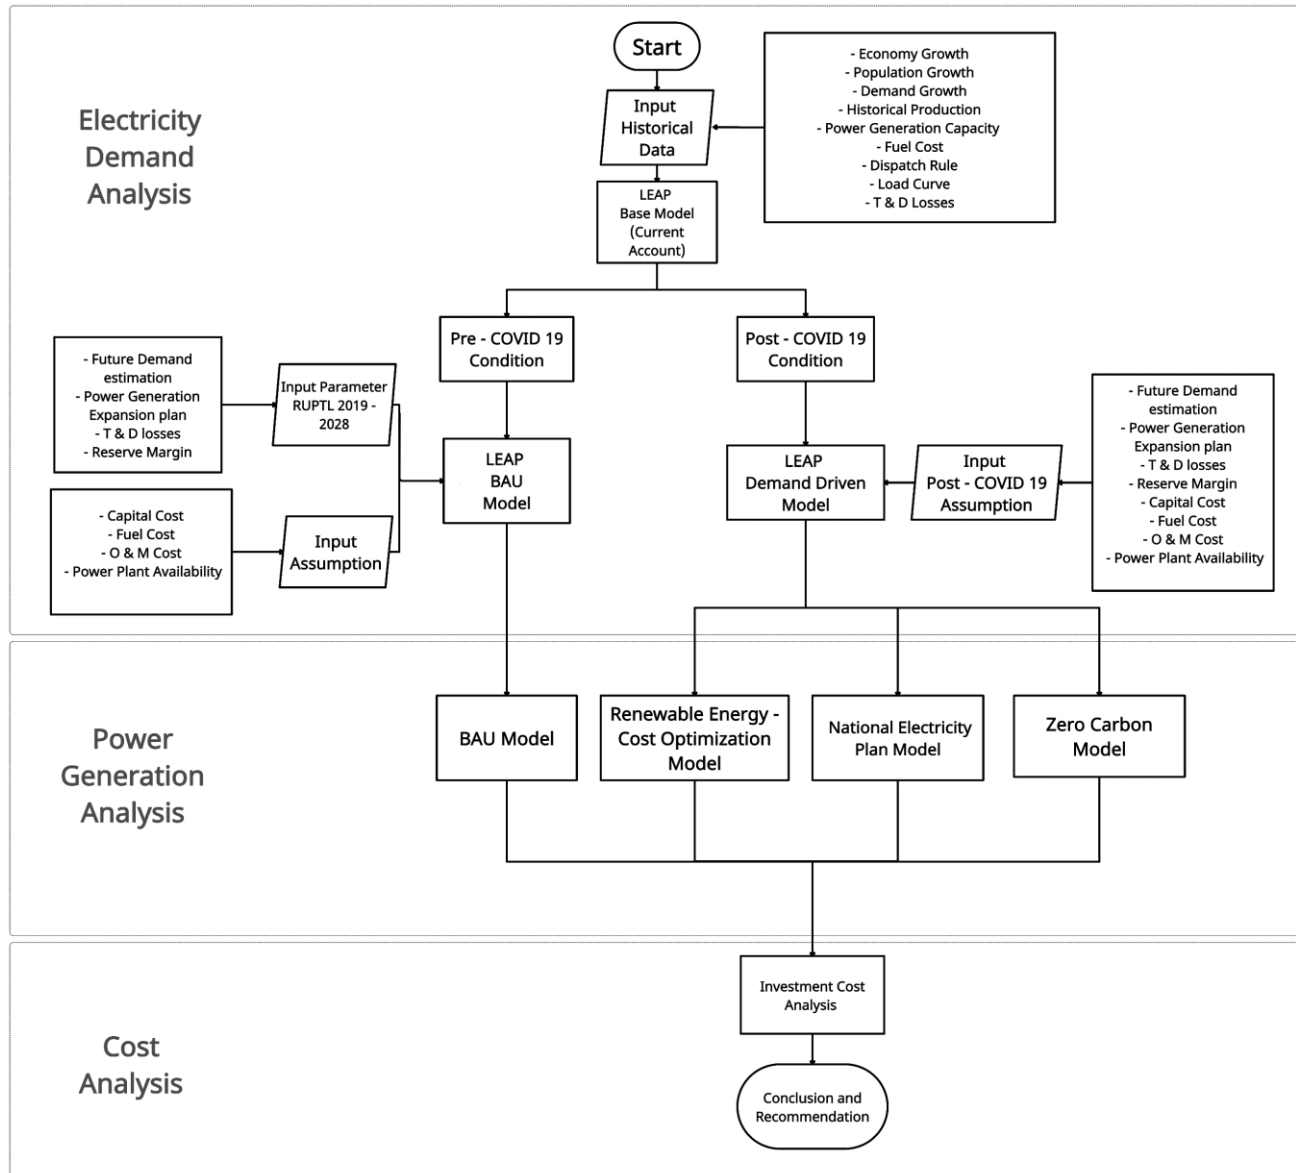 Electricity
Demand
Analysis
Start
Input
Historical
Data
- Economy Growth
- Population Growth
- Demand Growth
- Historical Production
- Power Generation Capacity
- Fuel Cost
- Dispatch Rule
- Load Curve
- T & D Losses
LEAP
Base Model
(Current
Account)
Pre - COVID 19
Condition
Post - COVID 19
Condition
- Future Demand
estimation
- Power Generation
Expansion plan
- T & D losses
- Reserve Margin
Input Parameter
RUPTL 2019 -
2028
LEAP
BAU
Model
LEAP
Demand Driven
Model
Input
Post - COVID 19
Assumption
- Future Demand
estimation
- Power Generation
Expansion plan
- T & D losses
- Reserve Margin
- Capital Cost
- Fuel Cost
- O & M Cost
- Power Plant Availability
- Capital Cost
- Fuel Cost
- O & M Cost
- Power Plant Availability
Input
Assumption
Power
Generation
Analysis
BAU Model
Renewable Energy -
Cost Optimization
Model
National Electricity
Plan Model
Zero Carbon
Model
Cost
Analysis
Investment Cost
Analysis
Conclusion and
Recommendation